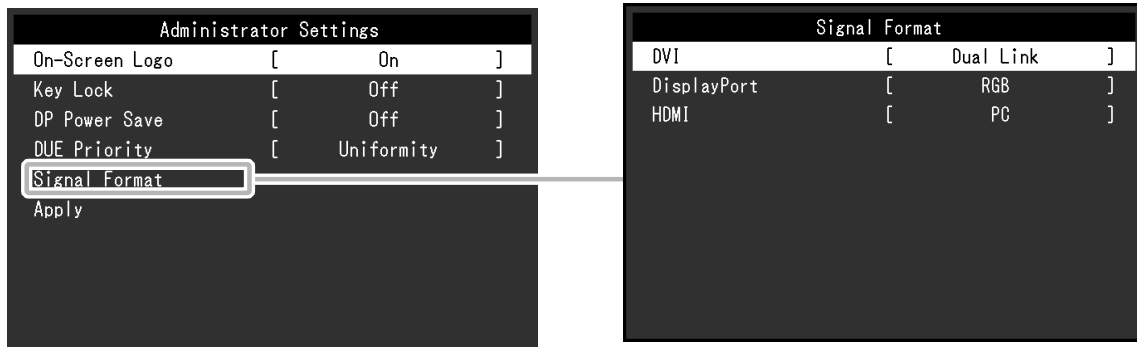 Administrator Settings
On-Screen Logo [ On ]
Key Lock [ Off ]
DP Power Save [ Off ]
DUE Priority [ Uniformity ]
Signal Format
Apply
Signal Format
DVI [ Dual Link ]
DisplayPort [ RGB ]
HDMI [ PC ]